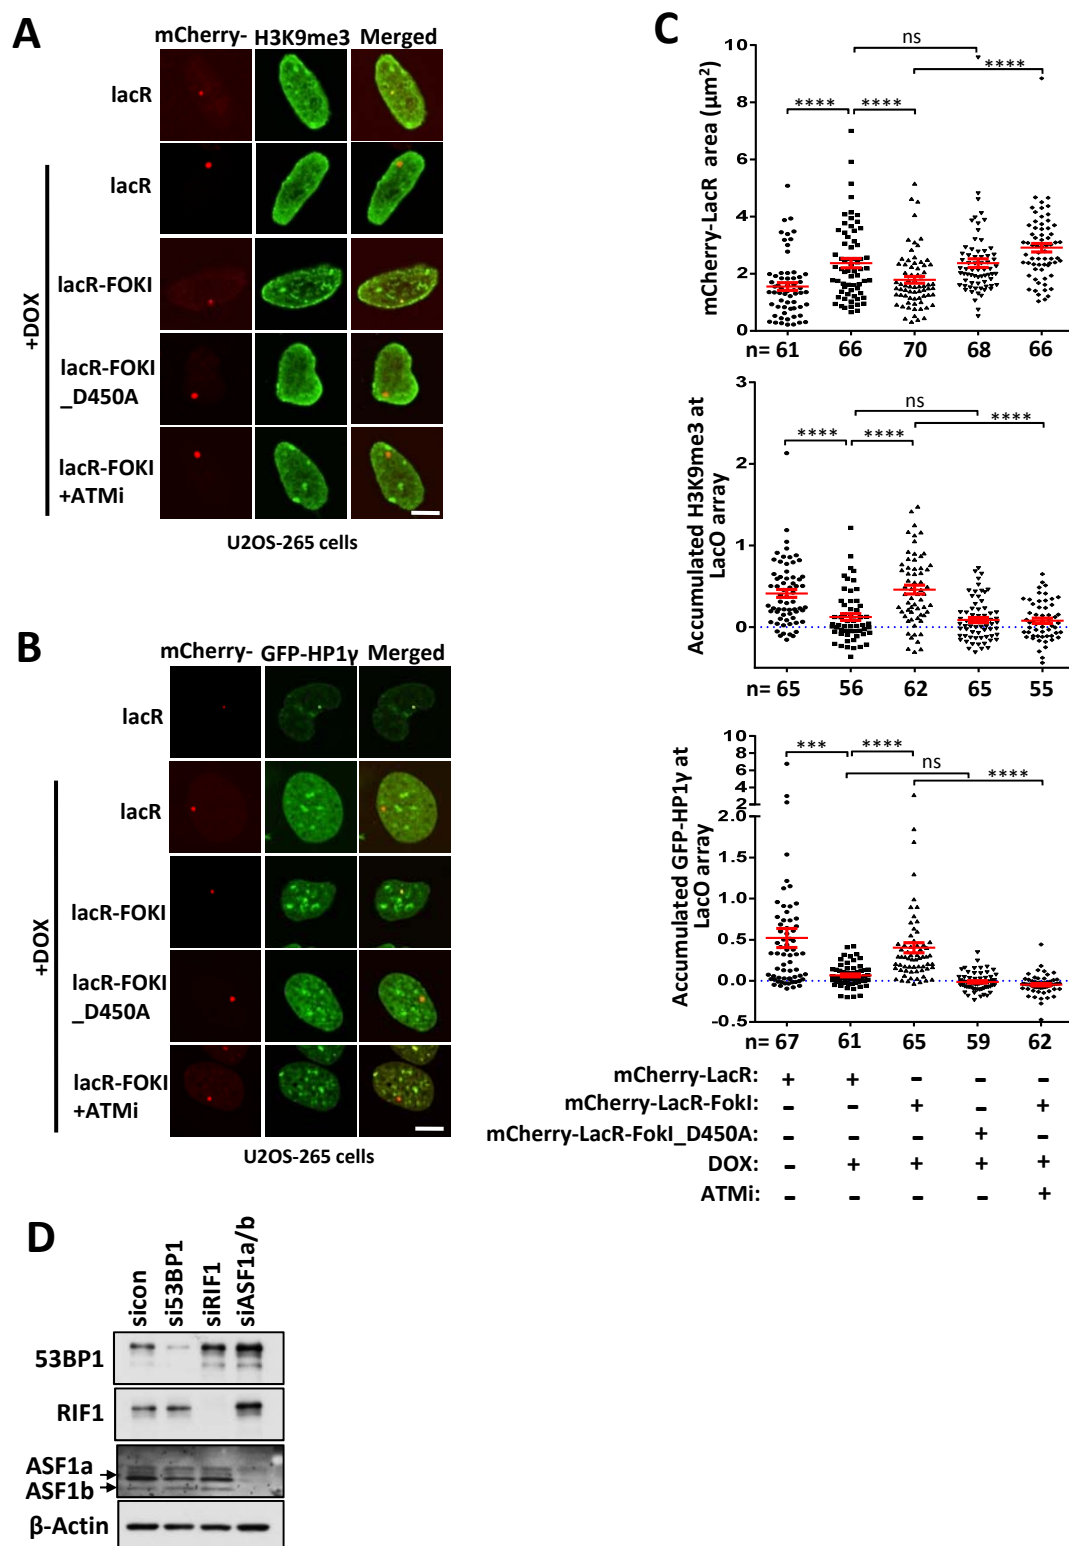 A
mCherry- H3K9me3 Merged
lacR
lacR
lacR-FOKI
lacR-FOKI
_D450A
lacR-FOKI
+ATMi
+DOX
U2OS-265 cells
B
mCherry- GFP-HP1γ Merged
lacR
lacR
lacR-FOKI
lacR-FOKI
_D450A
lacR-FOKI
+ATMi
+DOX
U2OS-265 cells
C
mCherry-LacR area (µm²)
10
8
6
4
2
0
ns
****
**** ****
n= 61 66 70 68 66
Accumulated H3K9me3 at
LacO array
3
2
1
0
ns
****
**** ****
n= 65 56 62 65 55
Accumulated GFP-HP1γ at
LacO array
10
8
6
4
2
2.0
1.5
1.0
0.5
0.0
-0.5
*** ****
ns
****
n= 67 61 65 59 62
mCherry-LacR: + + - - -
mCherry-LacR-FokI: - - + - +
mCherry-LacR-FokI_D450A: - - - + -
DOX: - + + + +
ATMi: - - - - +
D
sicon
si53BP1
siRIF1
siASF1a/b
53BP1
RIF1
ASF1a
ASF1b
β-Actin